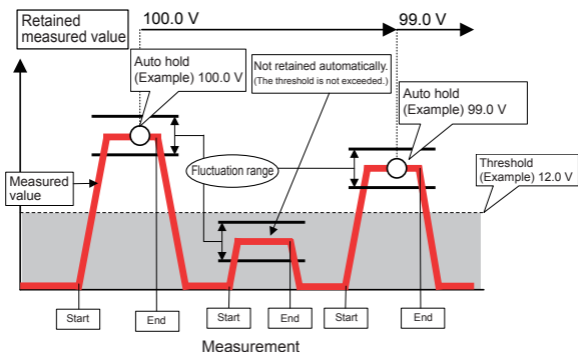 Retained
measured value
100.0 V
99.0 V
Auto hold
(Example) 100.0 V
Not retained automatically.
(The threshold is not exceeded.)
Auto hold
(Example) 99.0 V
Fluctuation range
Threshold
(Example) 12.0 V
Measured
value
Start
End
Start
End
Start
End
Measurement